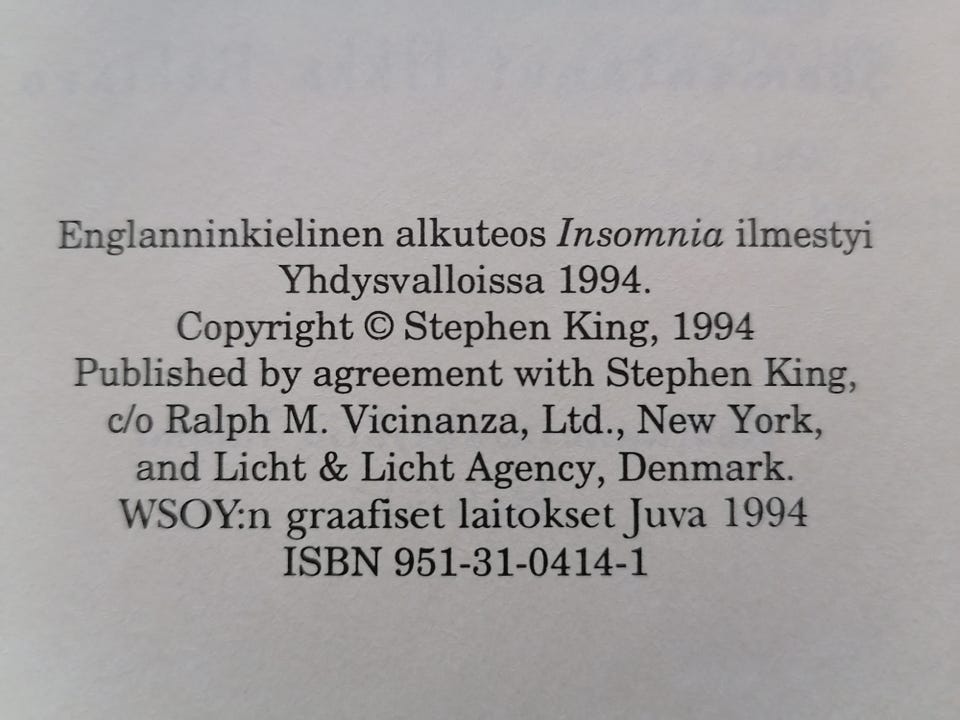 Englanninkielinen alkuteos Insomnia ilmestyi
Yhdysvalloissa 1994.
Copyright © Stephen King, 1994
Published by agreement with Stephen King,
c/o Ralph M. Vicinanza, Ltd., New York,
and Licht & Licht Agency, Denmark.
WSOY:n graafiset laitokset Juva 1994
ISBN 951-31-0414-1